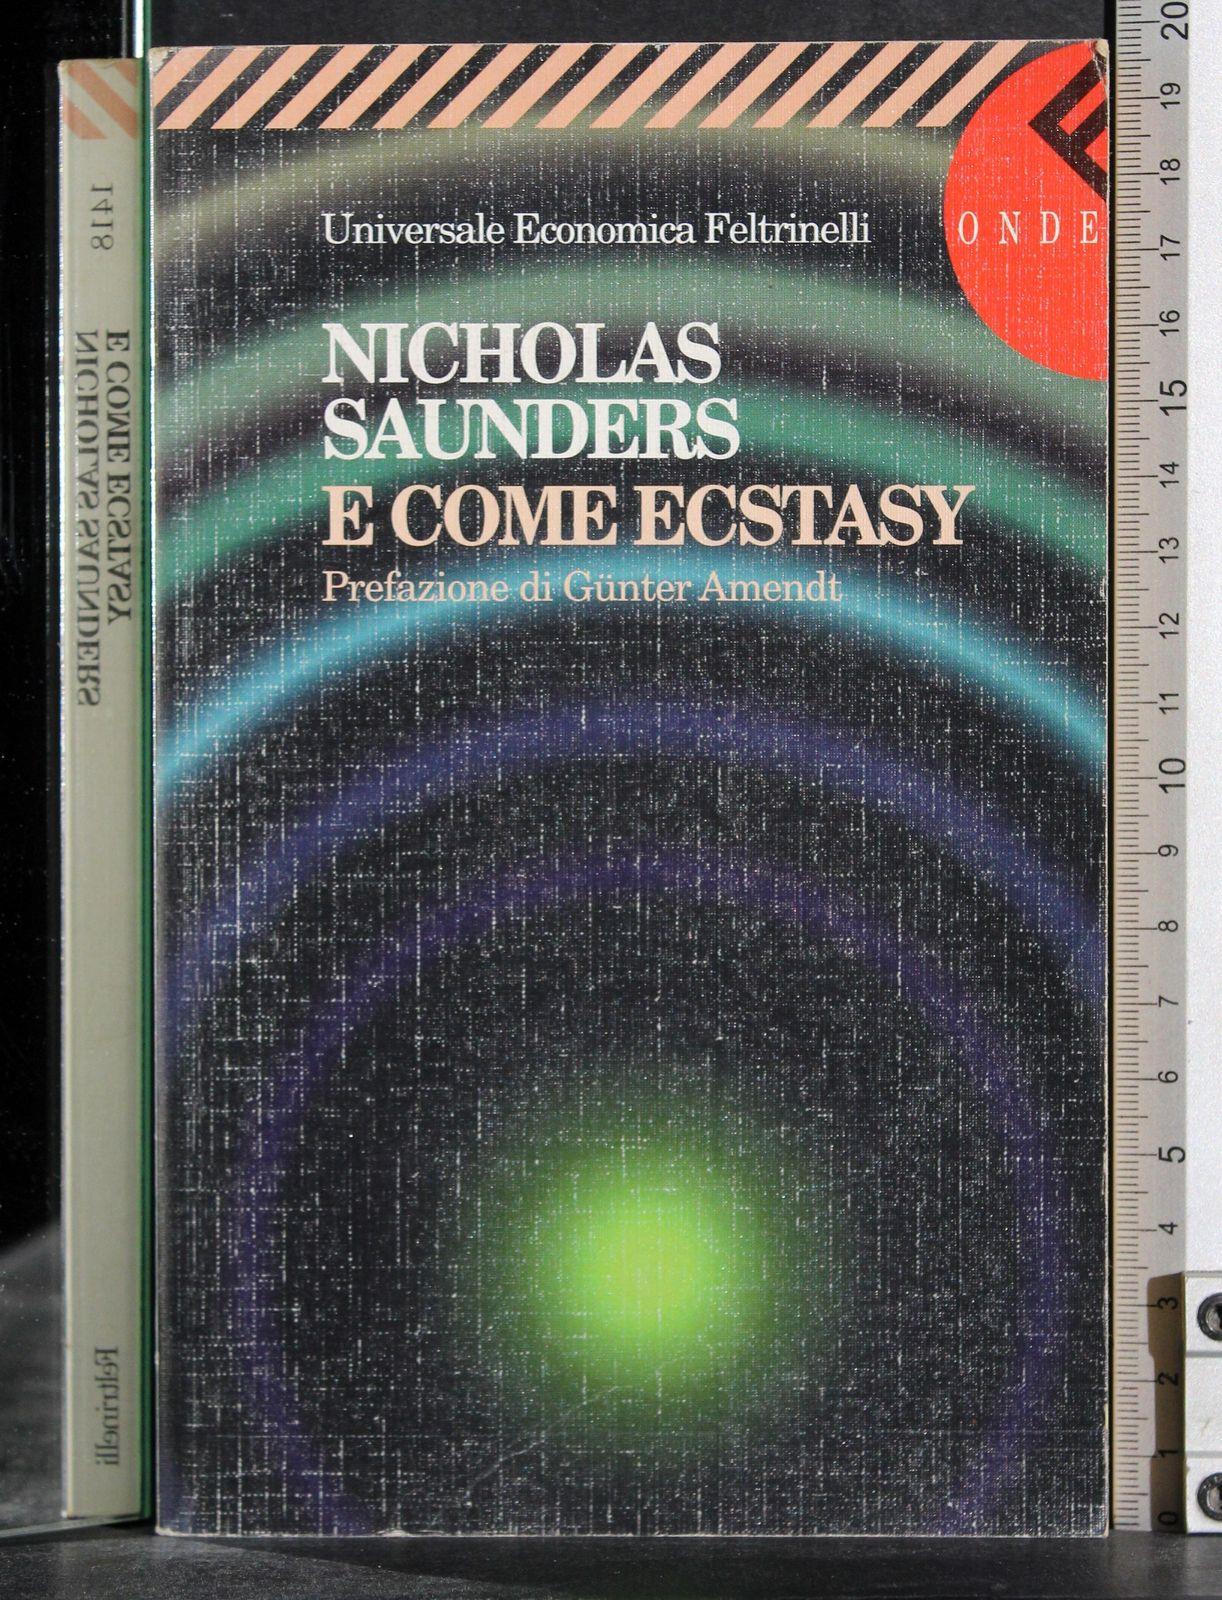 Universale Economica Feltrinelli
ONDE
NICHOLAS
SAUNDERS
E COME ECSTASY
Prefazione di Günter Amendt
1418
NICHOLAS SAUNDERS
E COME ECSTASY
Feltrinelli
20
19
18
17
16
15
14
13
12
11
10
9
8
7
6
5
4
3
2
1
0